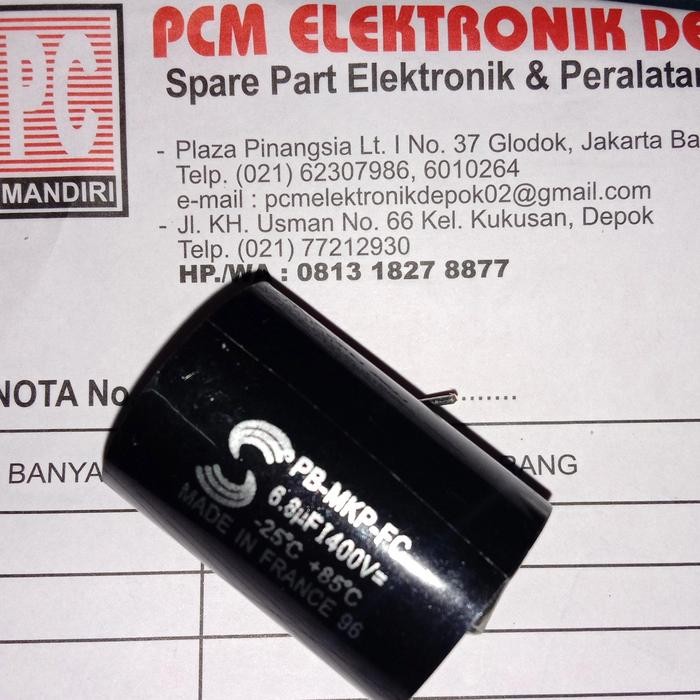 PC
MANDIRI
PCM ELEKTRONIK DE
Spare Part Elektronik & Peralata
- Plaza Pinangsia Lt. I No. 37 Glodok, Jakarta Ba
Telp. (021) 62307986, 6010264
e-mail : pcmelektronikdepok02@gmail.com
- Jl. KH. Usman No. 66 Kel. Kukusan, Depok
Telp. (021) 77212930
HP./WA : 0813 1827 8877
NOTA No
BANYA
RANG
PB-MKP-FC
6.8µF 1400V=
-25°C +85°C
MADE IN FRANCE 96